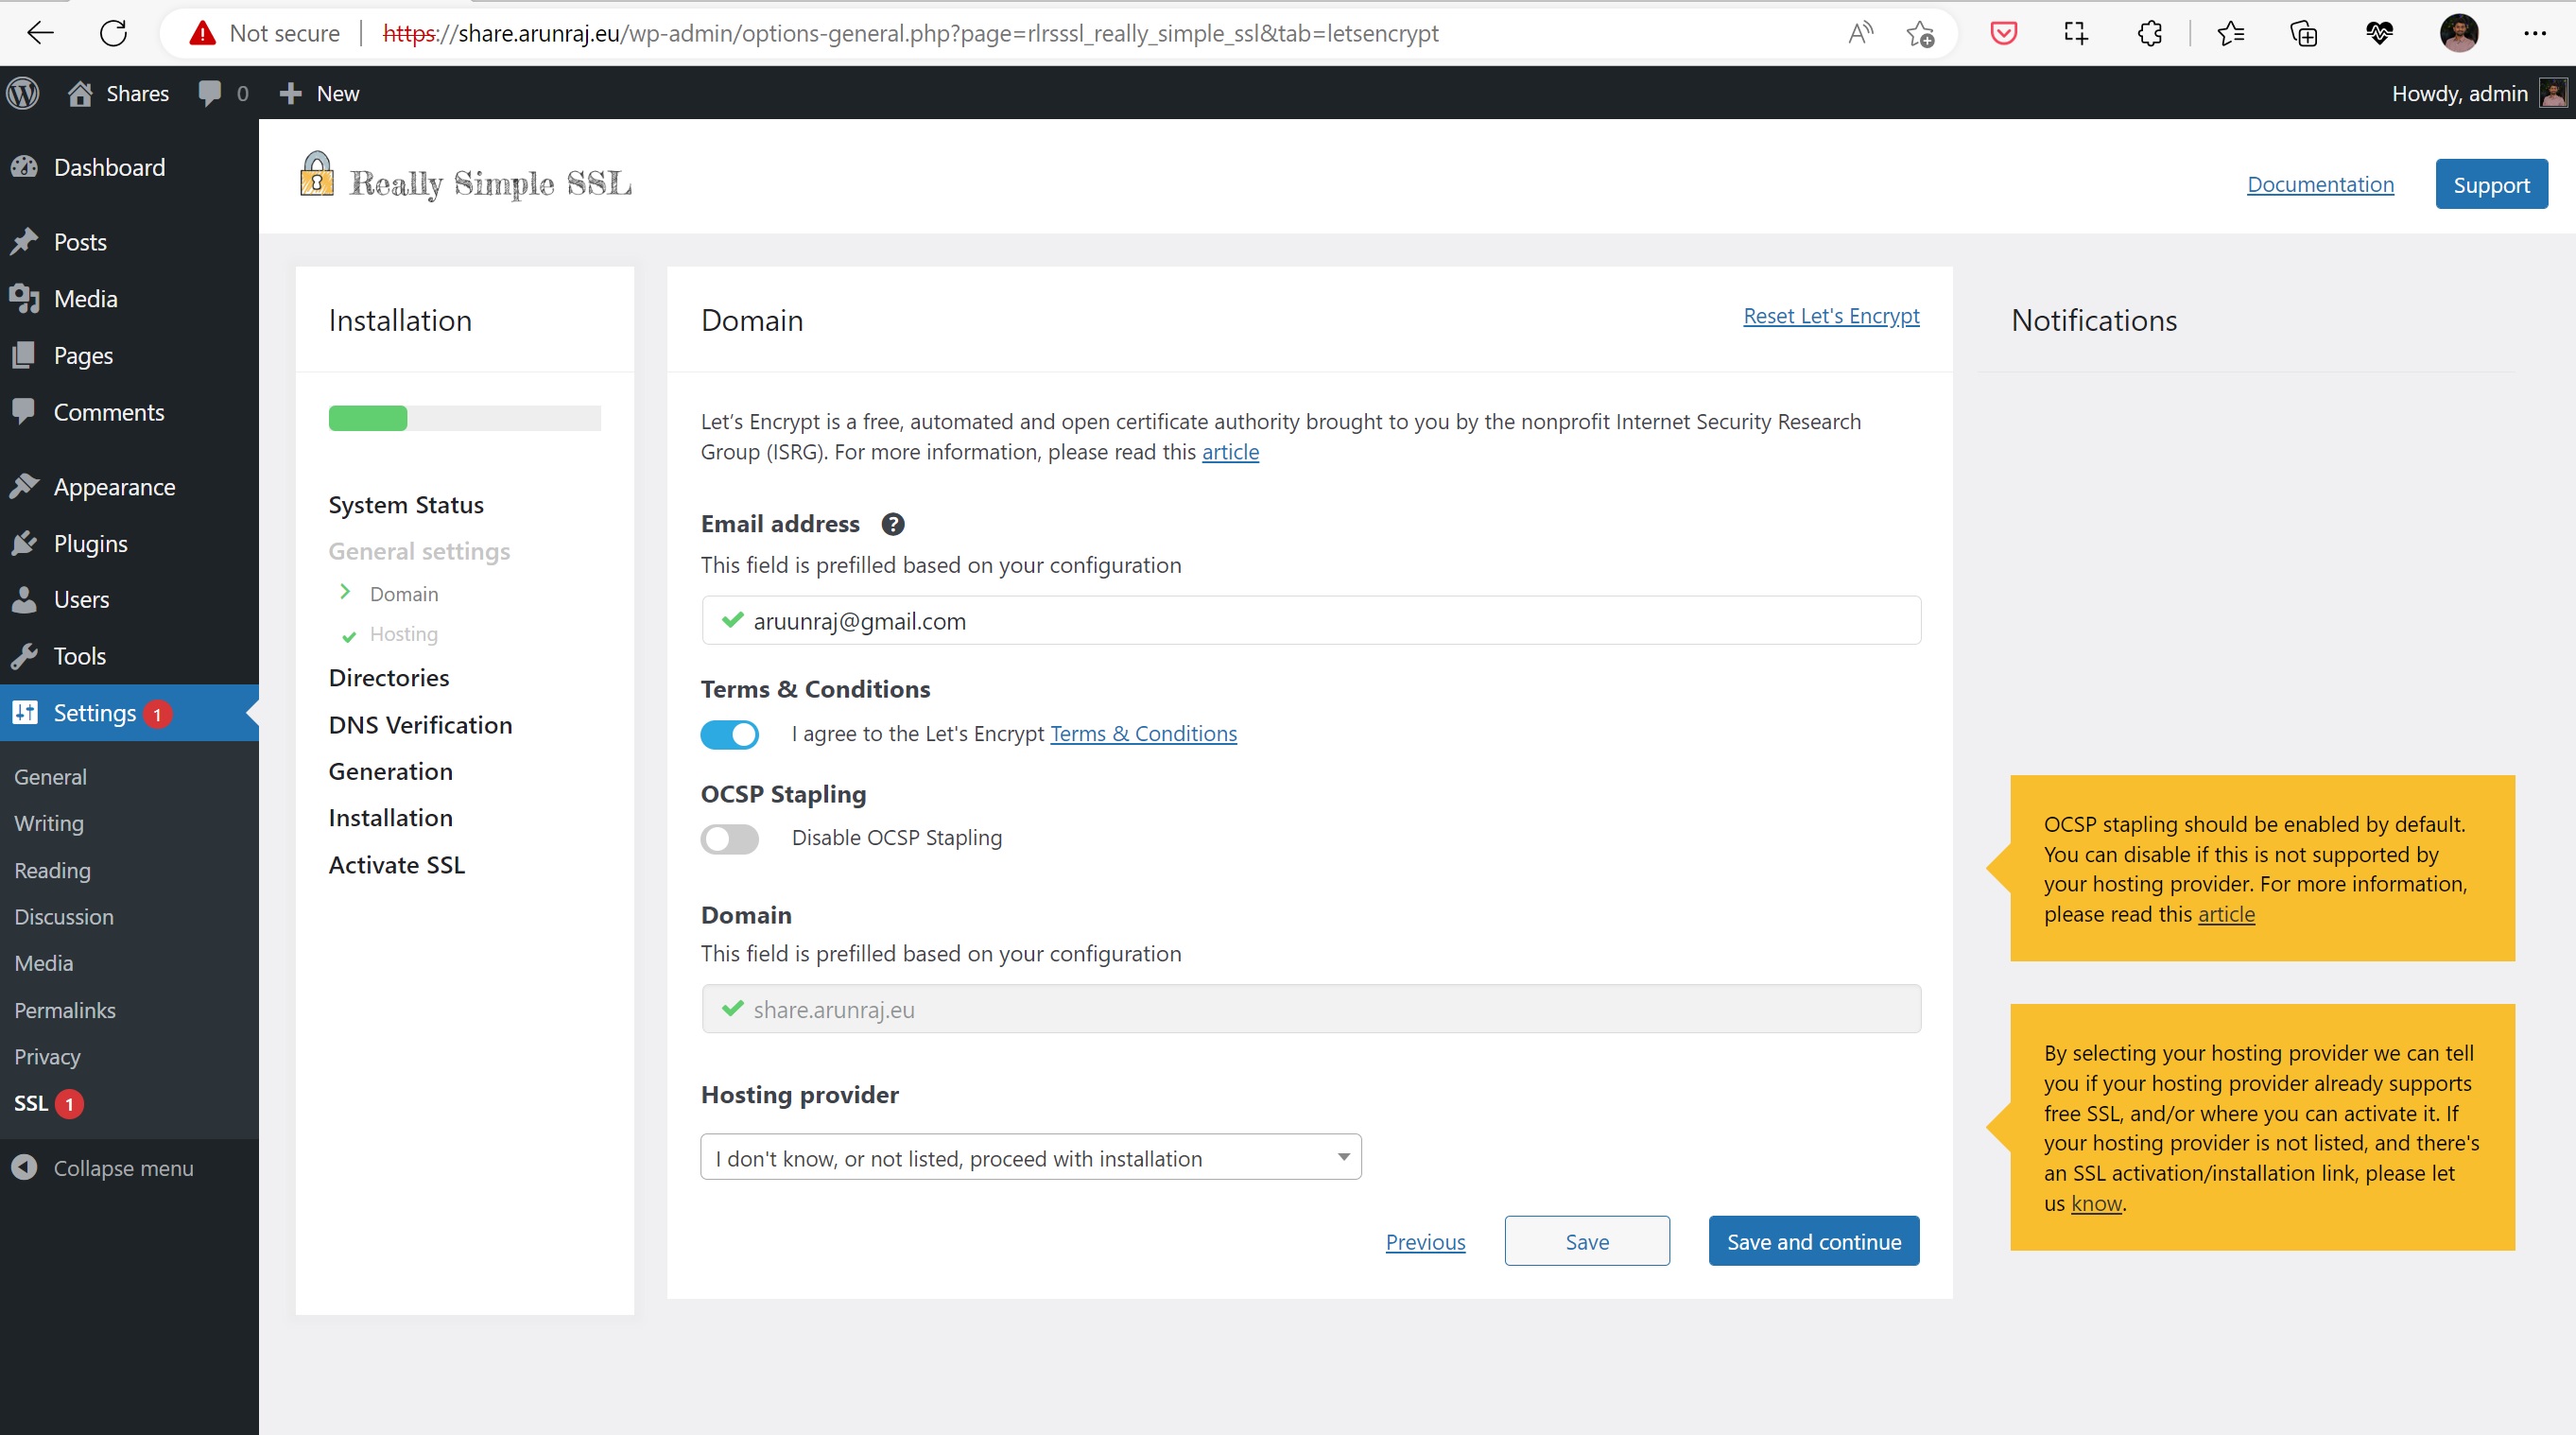 Not secure
https://share.arunraj.eu/wp-admin/options-general.php?page=rlrsssl_really_simple_ssl&tab=letsencrypt
Shares
0
New
Howdy, admin
Dashboard
Posts
Media
Pages
Comments
Appearance
Plugins
Users
Tools
Settings 1
General
Writing
Reading
Discussion
Media
Permalinks
Privacy
SSL 1
Collapse menu
Really Simple SSL
Documentation
Support
Installation
System Status
General settings
Domain
Hosting
Directories
DNS Verification
Generation
Installation
Activate SSL
Domain
Reset Let's Encrypt
Let’s Encrypt is a free, automated and open certificate authority brought to you by the nonprofit Internet Security Research
Group (ISRG). For more information, please read this article
Email address ?
This field is prefilled based on your configuration
aruunraj@gmail.com
Terms & Conditions
I agree to the Let's Encrypt Terms & Conditions
OCSP Stapling
Disable OCSP Stapling
Domain
This field is prefilled based on your configuration
share.arunraj.eu
Hosting provider
I don't know, or not listed, proceed with installation
Previous
Save
Save and continue
Notifications
OCSP stapling should be enabled by default.
You can disable if this is not supported by
your hosting provider. For more information,
please read this article
By selecting your hosting provider we can tell
you if your hosting provider already supports
free SSL, and/or where you can activate it. If
your hosting provider is not listed, and there's
an SSL activation/installation link, please let
us know.